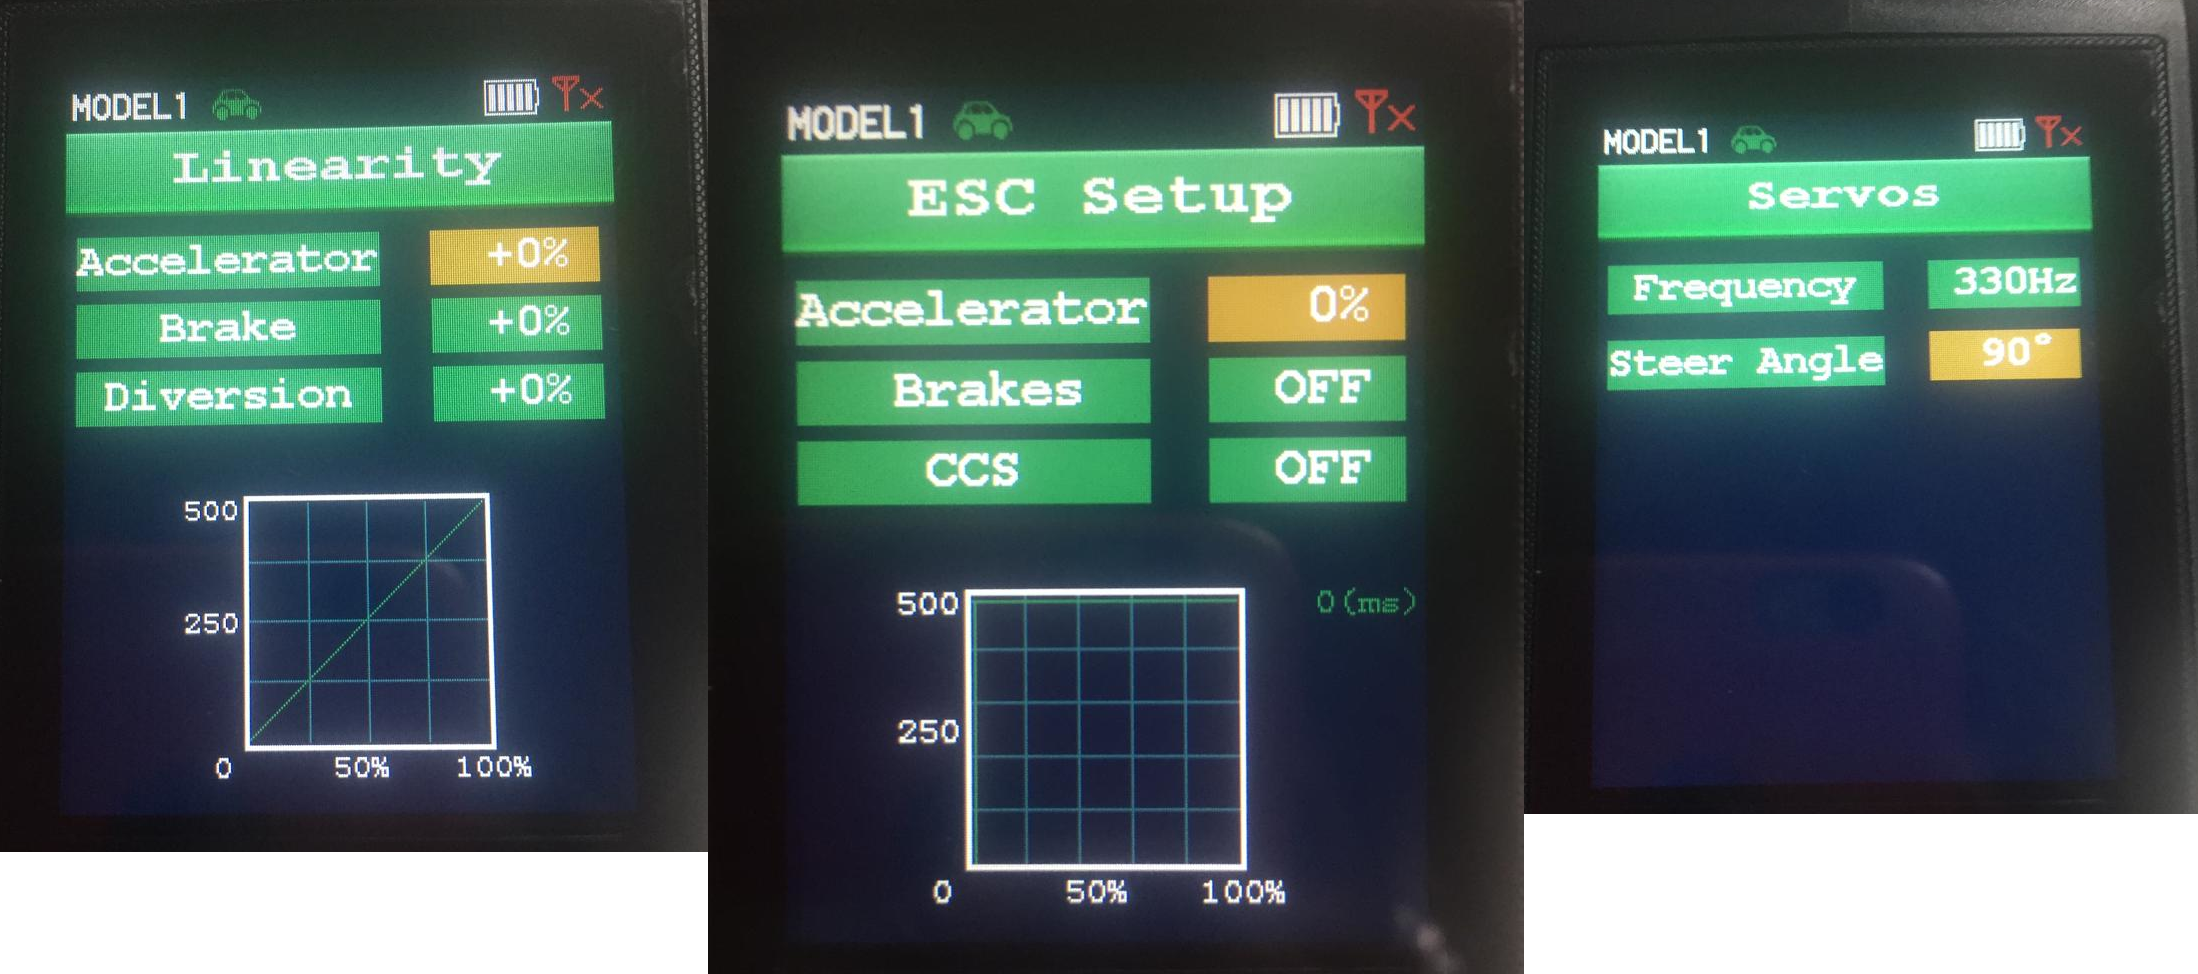 MODEL1
Linearity
Accelerator +0%
Brake +0%
Diversion +0%
500
250
0 50% 100%
MODEL1
ESC Setup
Accelerator 0%
Brakes OFF
CCS OFF
500 0(ms)
250
0 50% 100%
MODEL1
Servos
Frequency 330Hz
Steer Angle 90°